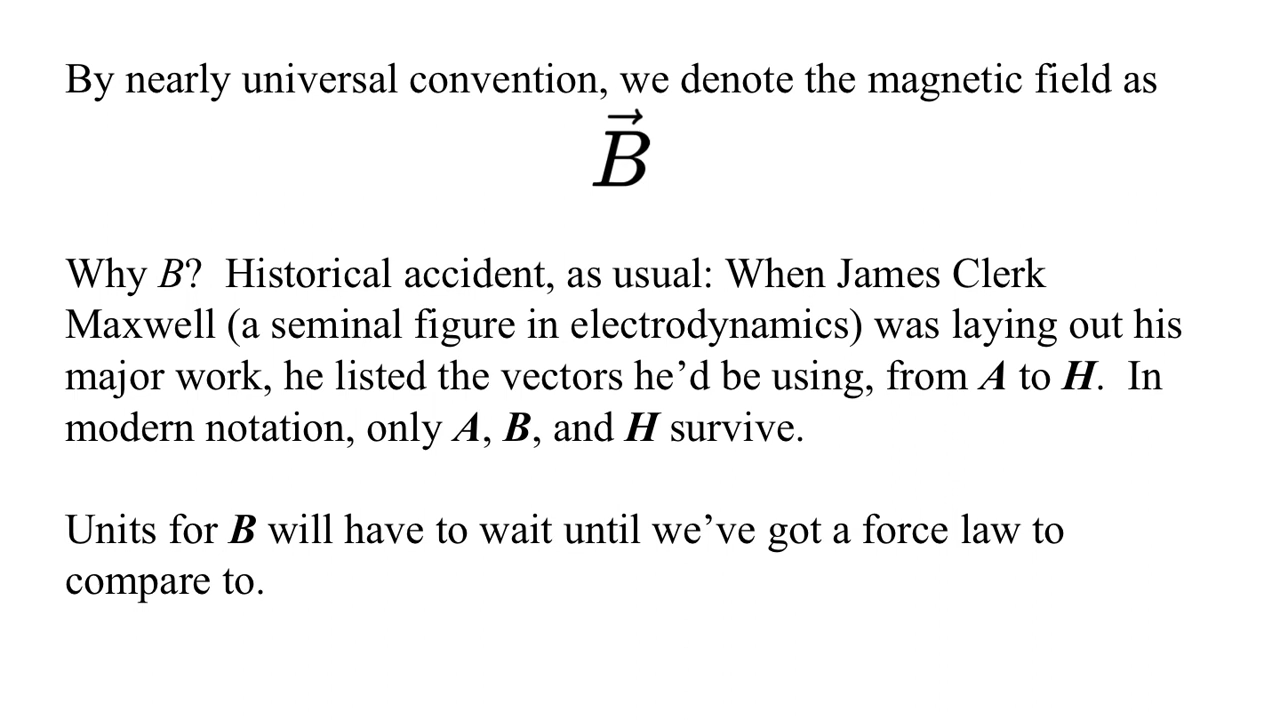 By nearly universal convention, we denote the magnetic field as
$\vec{B}$
Why B?  Historical accident, as usual: When James Clerk
Maxwell (a seminal figure in electrodynamics) was laying out his
major work, he listed the vectors he’d be using, from A to H.  In
modern notation, only A, B, and H survive.
Units for B will have to wait until we’ve got a force law to
compare to.